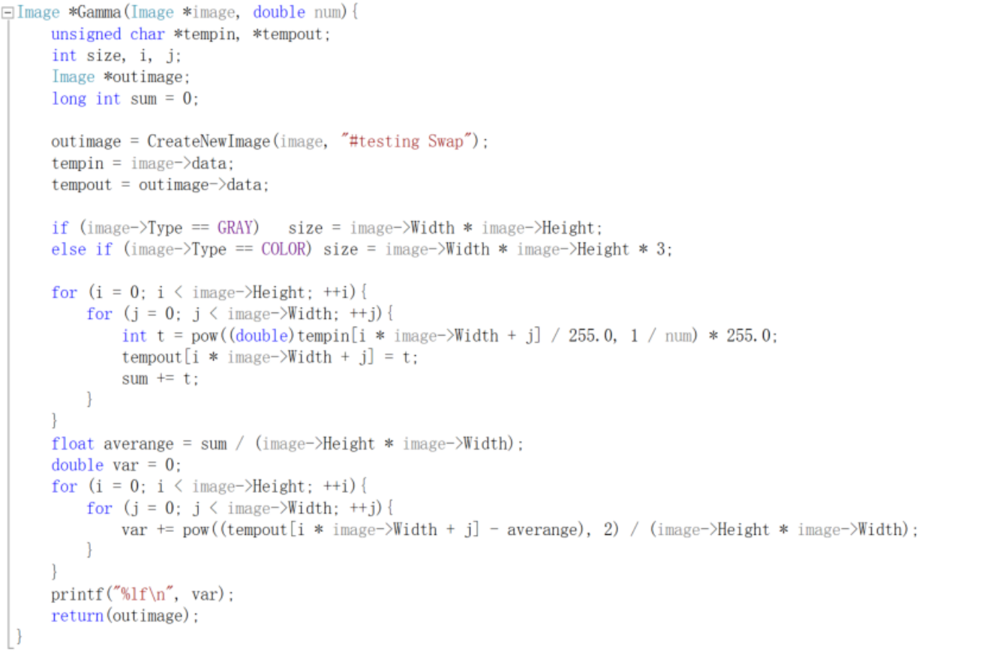 Image *Gamma(Image *image, double num){
    unsigned char *tempin, *tempout;
    int size, i, j;
    Image *outimage;
    long int sum = 0;

    outimage = CreateNewImage(image, "#testing Swap");
    tempin = image->data;
    tempout = outimage->data;

    if (image->Type == GRAY)   size = image->Width * image->Height;
    else if (image->Type == COLOR) size = image->Width * image->Height * 3;

    for (i = 0; i < image->Height; ++i){
        for (j = 0; j < image->Width; ++j){
            int t = pow((double)tempin[i * image->Width + j] / 255.0, 1 / num) * 255.0;
            tempout[i * image->Width + j] = t;
            sum += t;
        }
    }
    float averange = sum / (image->Height * image->Width);
    double var = 0;
    for (i = 0; i < image->Height; ++i){
        for (j = 0; j < image->Width; ++j){
            var += pow((tempout[i * image->Width + j] - averange), 2) / (image->Height * image->Width);
        }
    }
    printf("%lf\n", var);
    return(outimage);
}